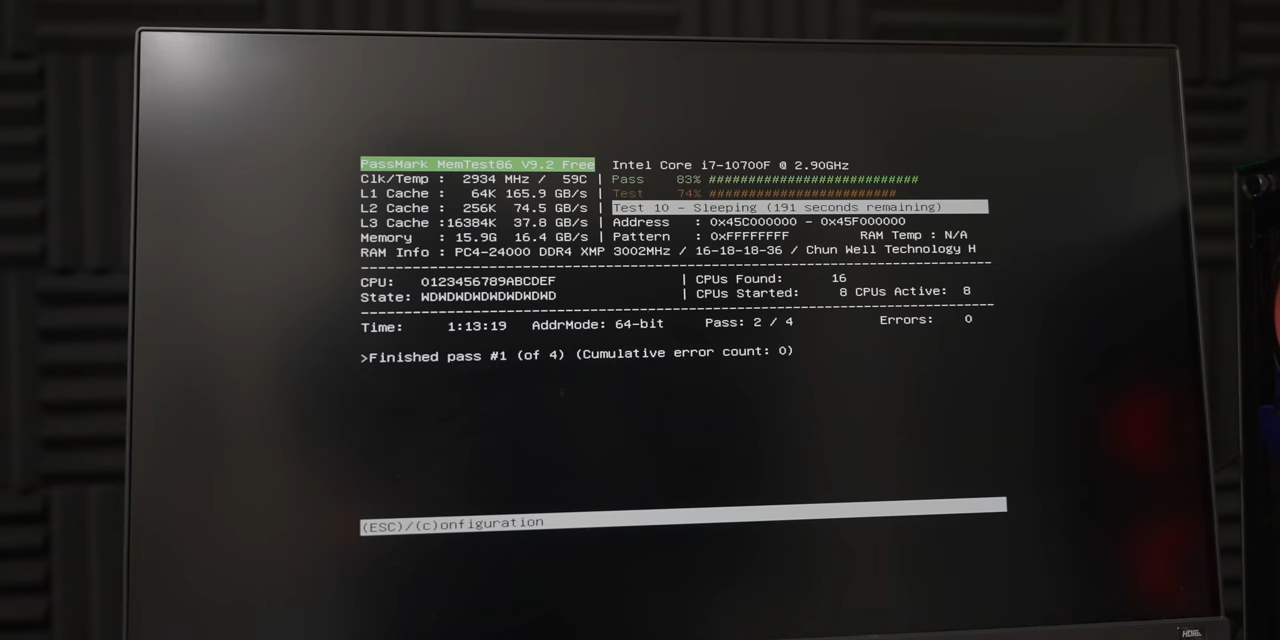 PassMark MemTest86 V9.2 Free Intel Core i7-10700F @ 2.90GHz
Clk/Temp : 2934 MHz / 59C | Pass 83% ###########################
L1 Cache : 64K 165.9 GB/s | Test 74% ########################
L2 Cache : 256K 74.5 GB/s | Test 10 - Sleeping (191 seconds remaining)
L3 Cache :16384K 37.8 GB/s | Address : 0x45C000000 - 0x45F000000
Memory : 15.9G 16.4 GB/s | Pattern : 0xFFFFFFFF RAM Temp : N/A
RAM Info : PC4-24000 DDR4 XMP 3002MHz / 16-18-18-36 / Chun Well Technology H
CPU: 0123456789ABCDEF | CPUs Found: 16
State: WDWDWDWDWDWDWDWD | CPUs Started: 8 CPUs Active: 8
Time: 1:13:19 AddrMode: 64-bit Pass: 2 / 4 Errors: 0
>Finished pass #1 (of 4) (Cumulative error count: 0)
(ESC)/(c)onfiguration
HDMI